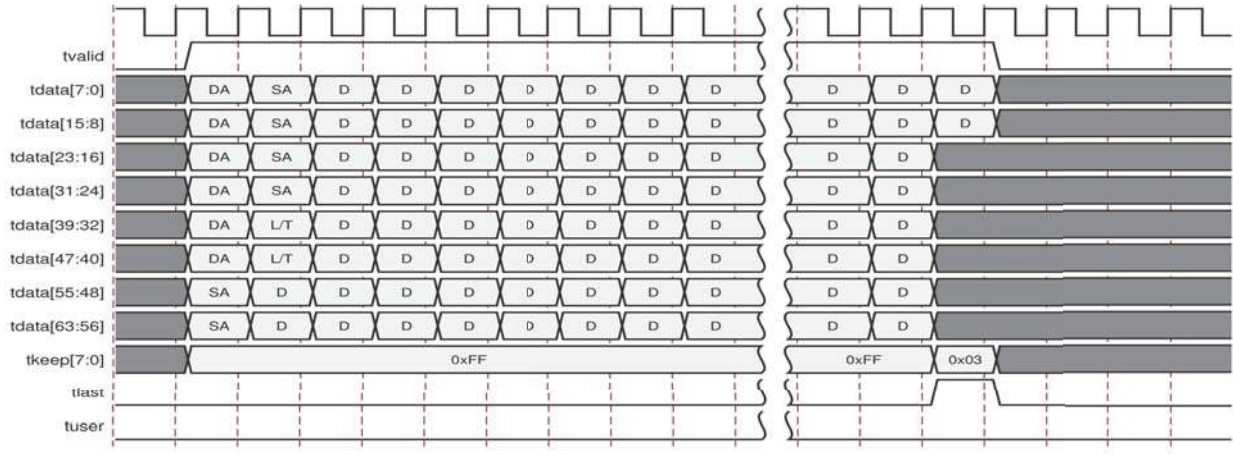 tvalid
tdata[7:0] DA SA D D D D D D D D D D
tdata[15:8] DA SA D D D D D D D D D D
tdata[23:16] DA SA D D D D D D D D D
tdata[31:24] DA SA D D D D D D D D D
tdata[39:32] DA L/T D D D D D D D D D
tdata[47:40] DA L/T D D D D D D D D D
tdata[55:48] SA D D D D D D D D D D
tdata[63:56] SA D D D D D D D D D D
tkeep[7:0] 0xFF 0xFF 0x03
tlast
tuser